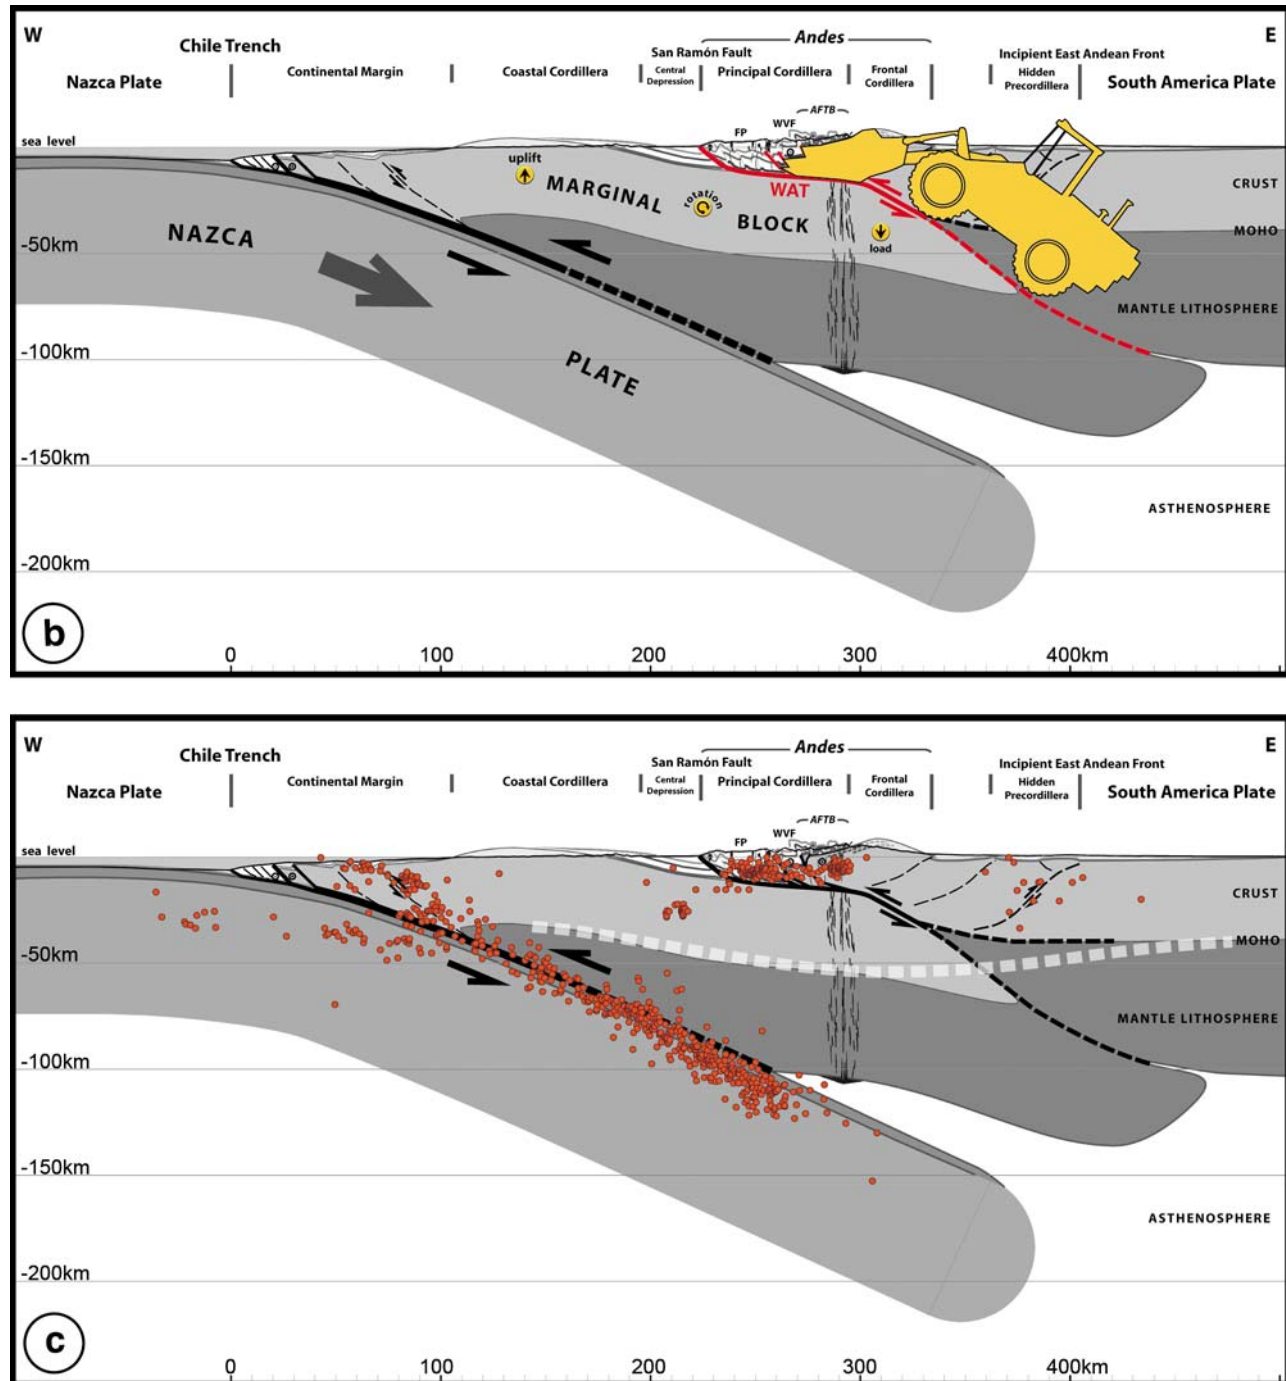 W
Andes
E
Chile Trench
San Ramón Fault
Incipient East Andean Front
Nazca Plate
Continental Margin
Coastal Cordillera
Central
Depression
Principal Cordillera
Frontal
Cordillera
Hidden
Precordillera
South America Plate
AFTB
FP
WVF
sea level
uplift
MARGINAL
rotation
WAT
CRUST
NAZCA
BLOCK
MOHO
-50km
load
MANTLE LITHOSPHERE
-100km
PLATE
-150km
ASTHENOSPHERE
-200km
b
0
100
200
300
400km
W
Andes
E
Chile Trench
San Ramón Fault
Incipient East Andean Front
Nazca Plate
Continental Margin
Coastal Cordillera
Central
Depression
Principal Cordillera
Frontal
Cordillera
Hidden
Precordillera
South America Plate
AFTB
FP
WVF
sea level
CRUST
MOHO
-50km
MANTLE LITHOSPHERE
-100km
-150km
ASTHENOSPHERE
-200km
c
0
100
200
300
400km